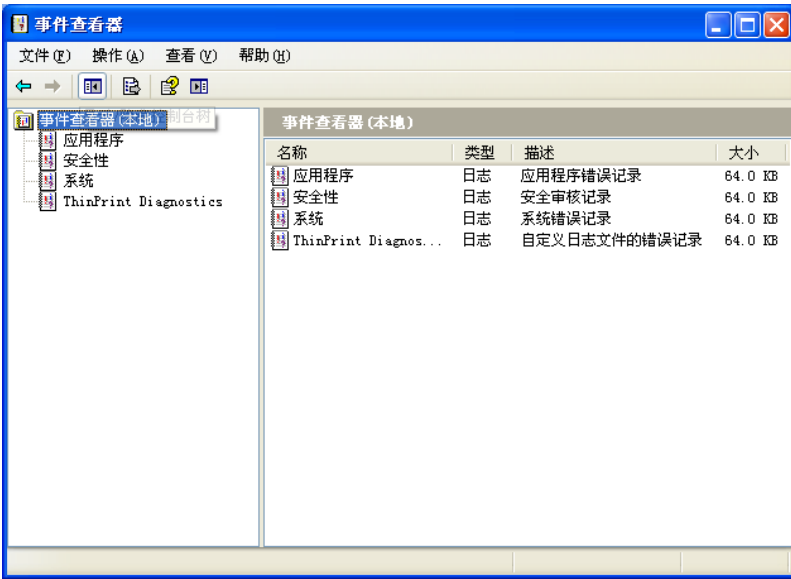 事件查看器
文件(F) 操作(A) 查看(V) 帮助(H)
事件查看器(本地)
制台树
应用程序
安全性
系统
ThinPrint Diagnostics
事件查看器(本地)
名称 类型 描述 大小
应用程序 日志 应用程序错误记录 64.0 KB
安全性 日志 安全审核记录 64.0 KB
系统 日志 系统错误记录 64.0 KB
ThinPrint Diagnos... 日志 自定义日志文件的错误记录 64.0 KB